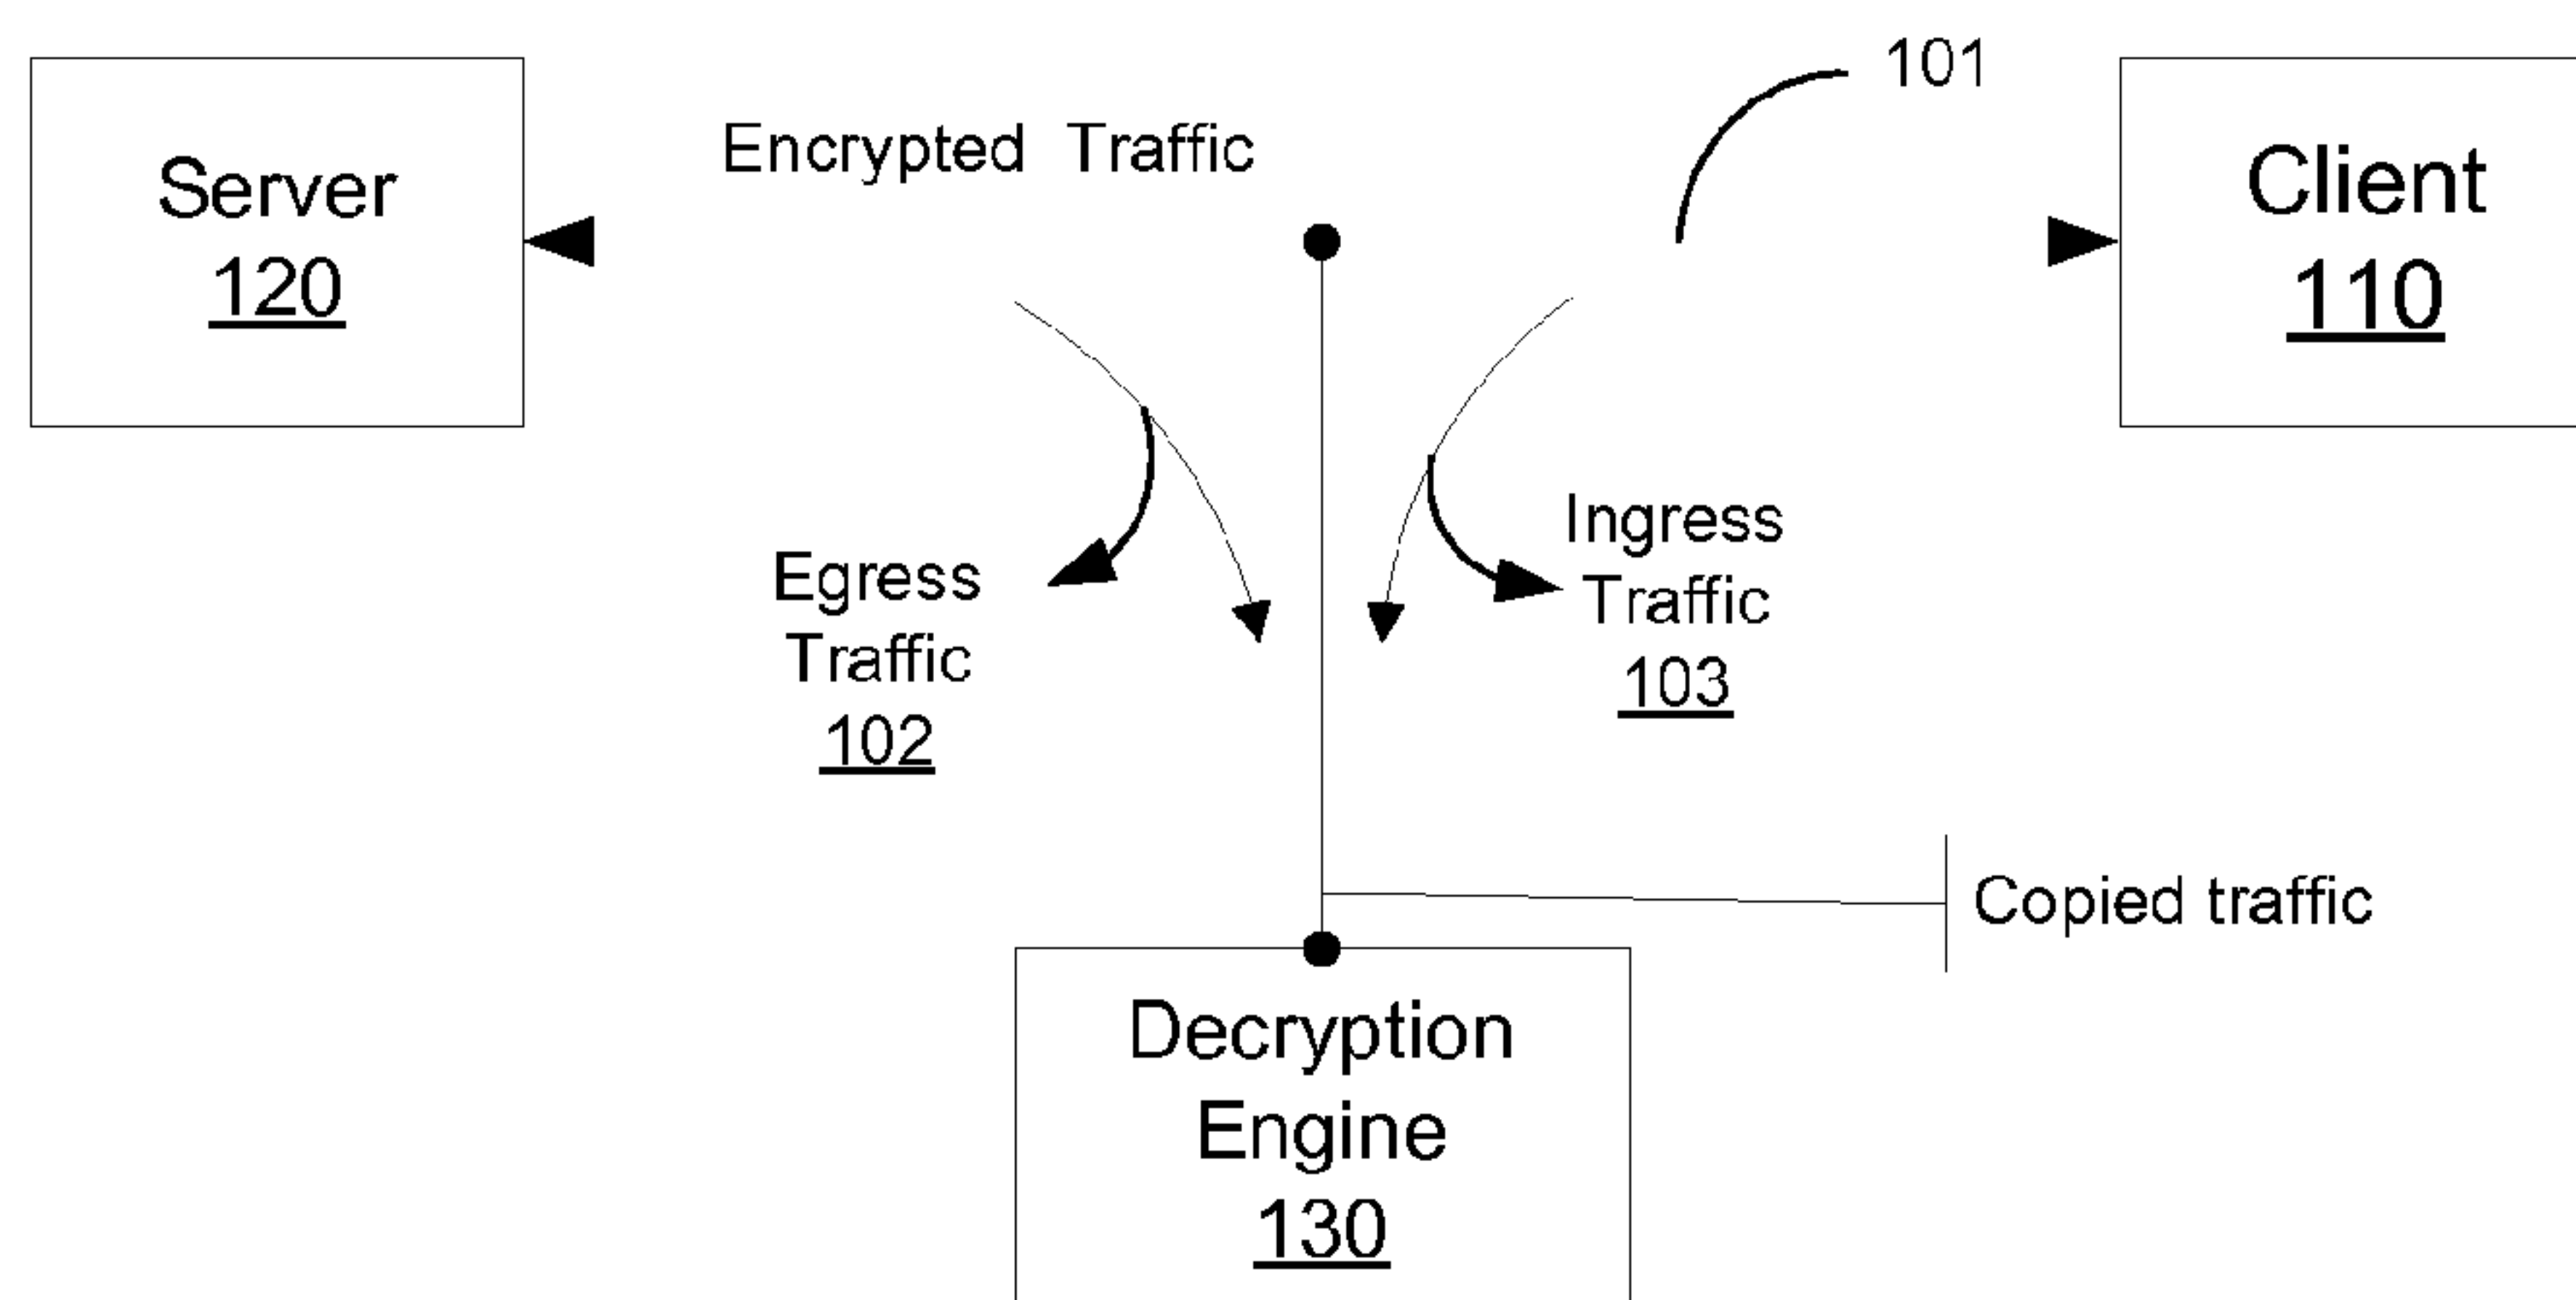 Server
120
Encrypted Traffic
101
Client
110
Egress
Traffic
102
Ingress
Traffic
103
Copied traffic
Decryption
Engine
130